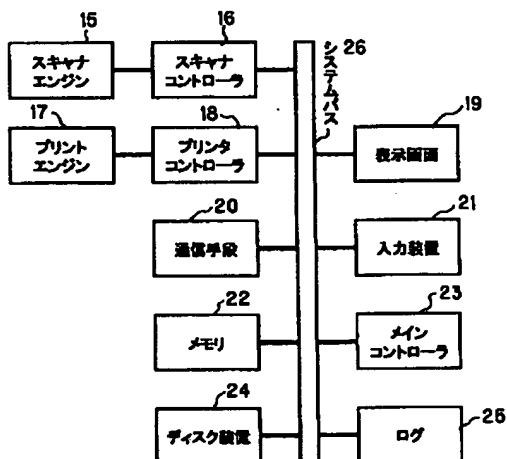 15
スキャナ
エンジン
16
スキャナ
コントローラ
システムバス
26
17
プリント
エンジン
18
プリンタ
コントローラ
19
表示画面
20
通信手段
21
入力装置
22
メモリ
23
メイン
コントローラ
24
ディスク装置
25
ログ